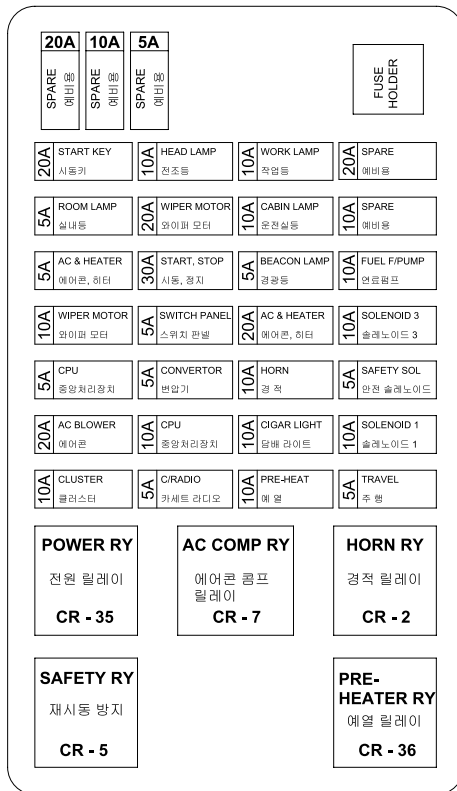 20A 10A 5A
SPARE 예비용
SPARE 예비용
SPARE 예비용
FUSE
HOLDER
20A START KEY
시동키
10A HEAD LAMP
전조등
10A WORK LAMP
작업등
20A SPARE
예비용
5A ROOM LAMP
실내등
20A WIPER MOTOR
와이퍼 모터
10A CABIN LAMP
운전실등
10A SPARE
예비용
5A AC & HEATER
에어콘, 히터
30A START, STOP
시동, 정지
5A BEACON LAMP
경광등
10A FUEL F/PUMP
연료펌프
10A WIPER MOTOR
와이퍼 모터
5A SWITCH PANEL
스위치 판넬
20A AC & HEATER
에어콘, 히터
10A SOLENOID 3
솔레노이드 3
5A CPU
중앙처리장치
5A CONVERTOR
변압기
10A HORN
경 적
5A SAFETY SOL
안전 솔레노이드
20A AC BLOWER
에어콘
10A CPU
중앙처리장치
10A CIGAR LIGHT
담배 라이트
10A SOLENOID 1
솔레노이드 1
10A CLUSTER
클러스터
5A C/RADIO
카세트 라디오
10A PRE-HEAT
예 열
5A TRAVEL
주 행
POWER RY
전원 릴레이
CR - 35
AC COMP RY
에어콘 콤프
릴레이
CR - 7
HORN RY
경적 릴레이
CR - 2
SAFETY RY
재시동 방지
CR - 5
PRE-
HEATER RY
예열 릴레이
CR - 36